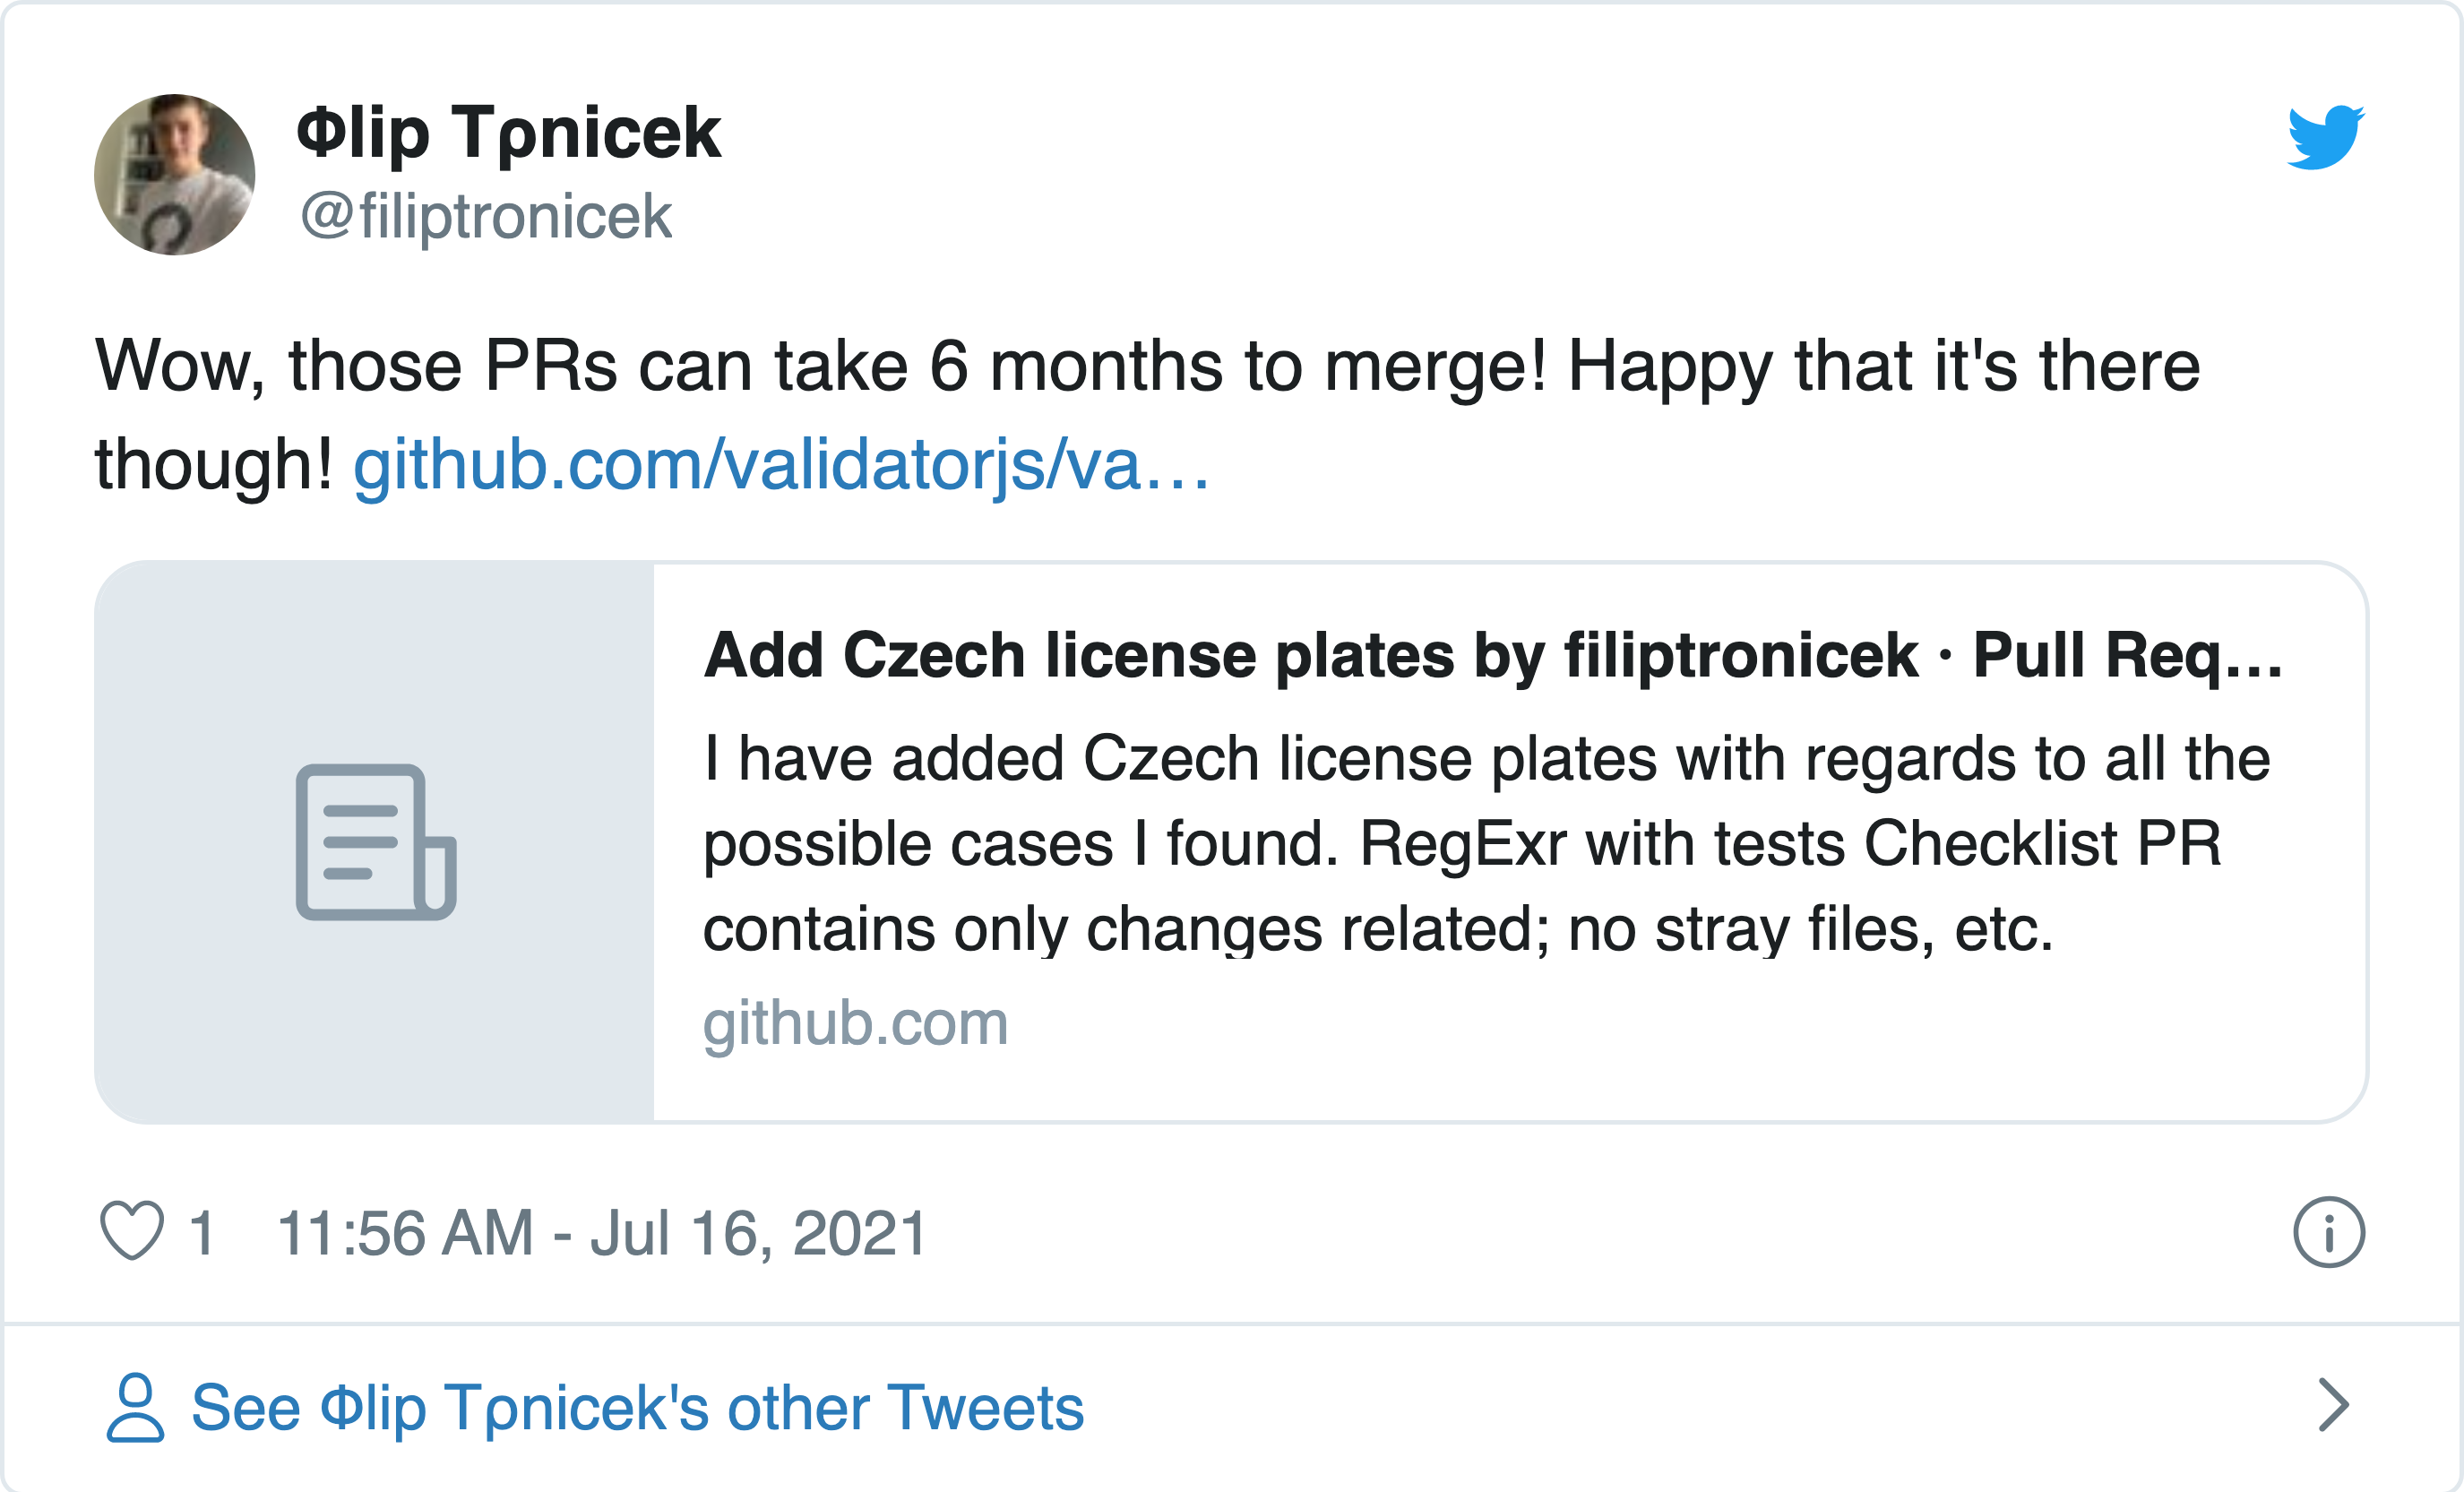 Φlip Tρnicek
@filiptronicek
Wow, those PRs can take 6 months to merge! Happy that it's there
though! github.com/validatorjs/va…
Add Czech license plates by filiptronicek · Pull Req…
I have added Czech license plates with regards to all the
possible cases I found. RegExr with tests Checklist PR
contains only changes related; no stray files, etc.
github.com
1 11:56 AM - Jul 16, 2021
See Φlip Tρnicek's other Tweets